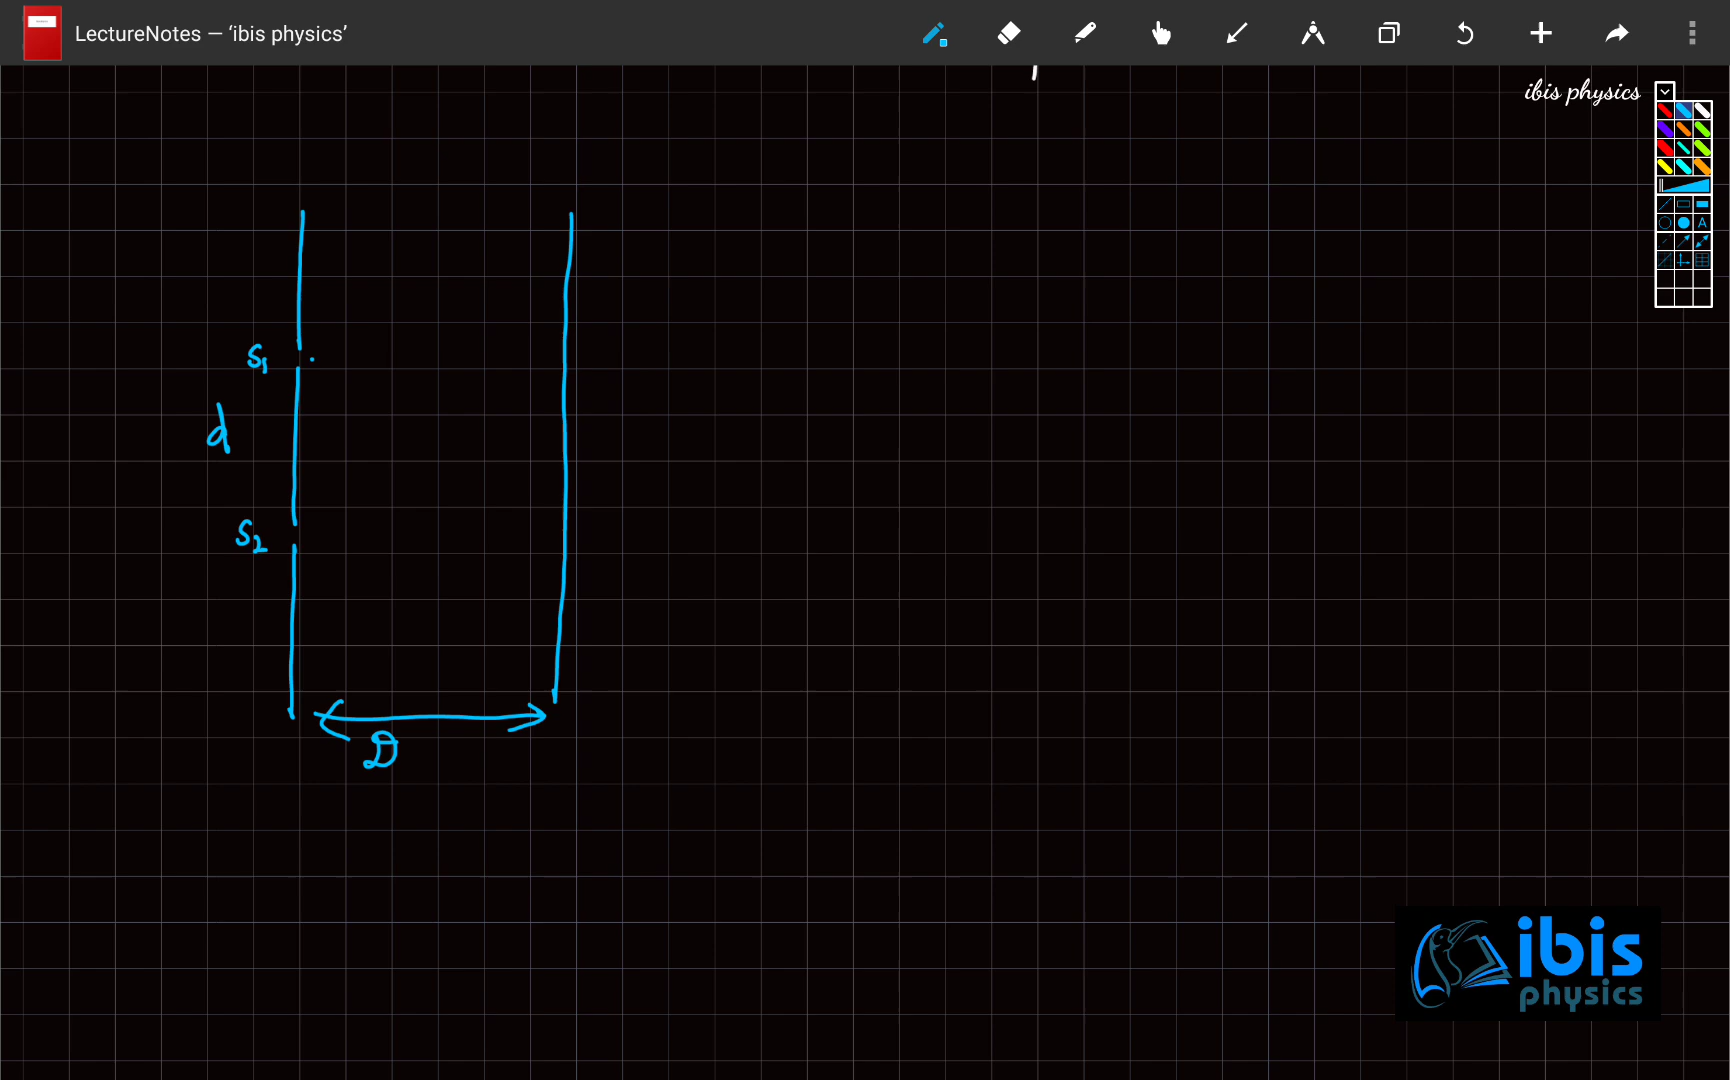 LectureNotes — ‘ibis physics’
ibis physics
A
S1
d
S2
D
ibis
physics